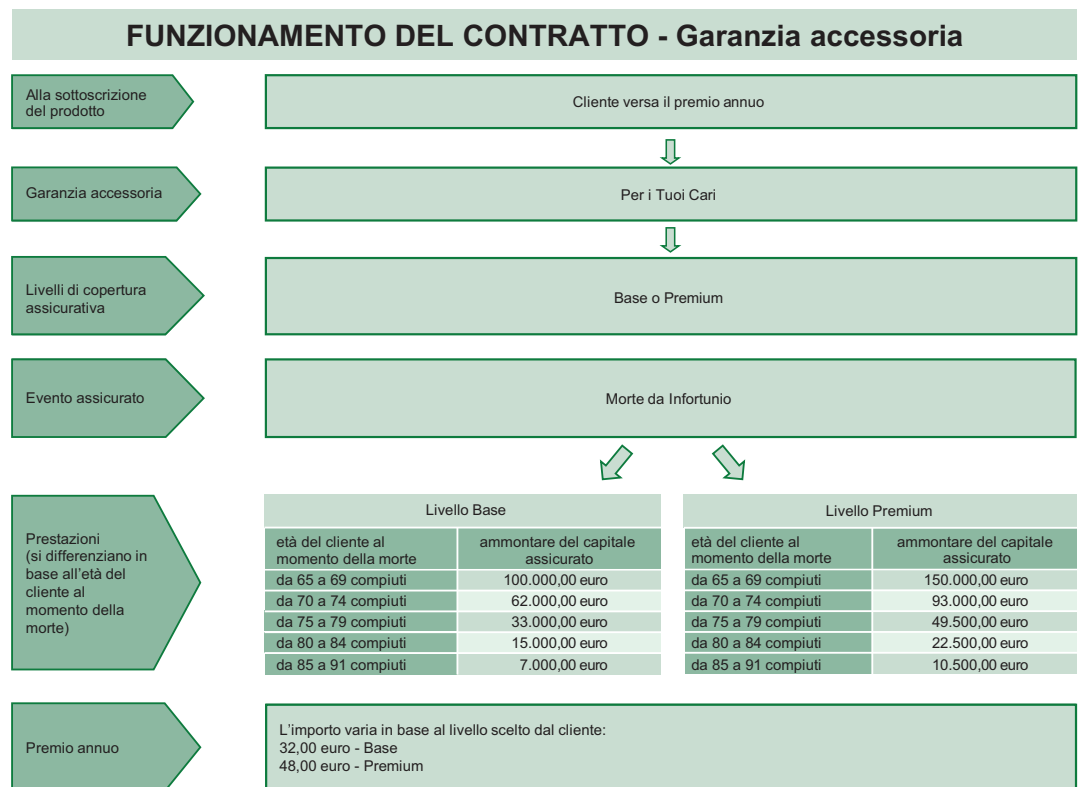 FUNZIONAMENTO DEL CONTRATTO - Garanzia accessoria
Alla sottoscrizione
del prodotto
Cliente versa il premio annuo
Garanzia accessoria
Per i Tuoi Cari
Livelli di copertura
assicurativa
Base o Premium
Evento assicurato
Morte da Infortunio
Prestazioni
(si differenziano in
base all'età del
cliente al
momento della
morte)
Livello Base
età del cliente al
momento della morte
ammontare del capitale
assicurato
da 65 a 69 compiuti 100.000,00 euro
da 70 a 74 compiuti 62.000,00 euro
da 75 a 79 compiuti 33.000,00 euro
da 80 a 84 compiuti 15.000,00 euro
da 85 a 91 compiuti 7.000,00 euro
Livello Premium
età del cliente al
momento della morte
ammontare del capitale
assicurato
da 65 a 69 compiuti 150.000,00 euro
da 70 a 74 compiuti 93.000,00 euro
da 75 a 79 compiuti 49.500,00 euro
da 80 a 84 compiuti 22.500,00 euro
da 85 a 91 compiuti 10.500,00 euro
Premio annuo
L'importo varia in base al livello scelto dal cliente:
32,00 euro - Base
48,00 euro - Premium